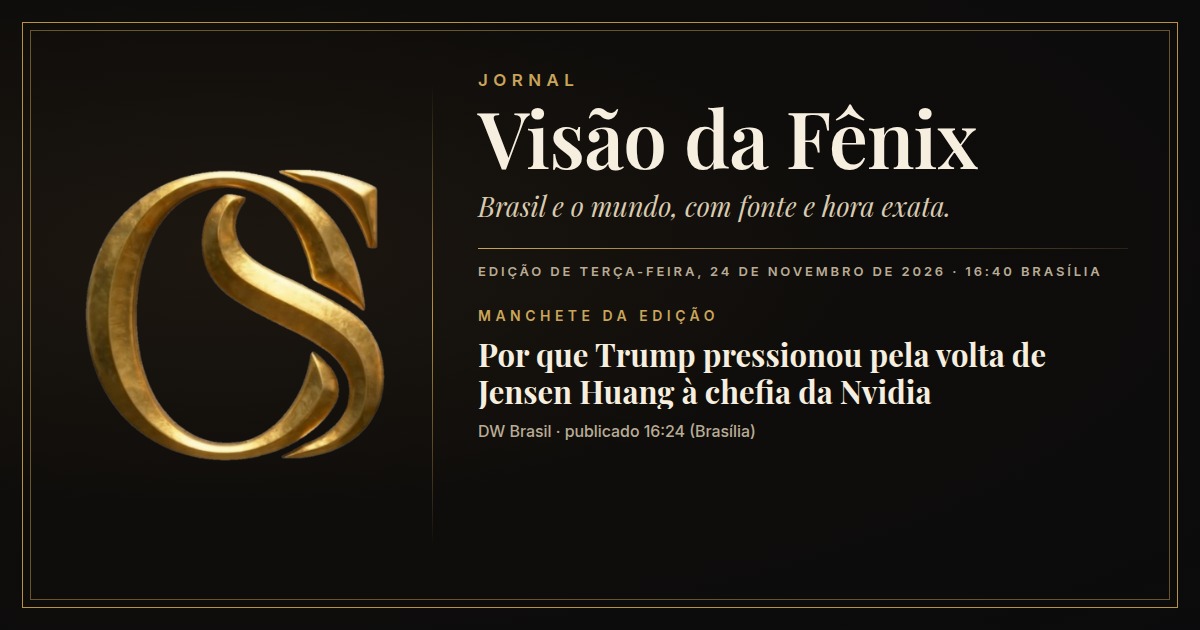 JORNAL
Visão da Fênix
Brasil e o mundo, com fonte e hora exata.
EDIÇÃO DE TERÇA-FEIRA, 24 DE NOVEMBRO DE 2026 · 16:40 BRASÍLIA
MANCHETE DA EDIÇÃO
Por que Trump pressionou pela volta de
Jensen Huang à chefia da Nvidia
DW Brasil · publicado 16:24 (Brasília)